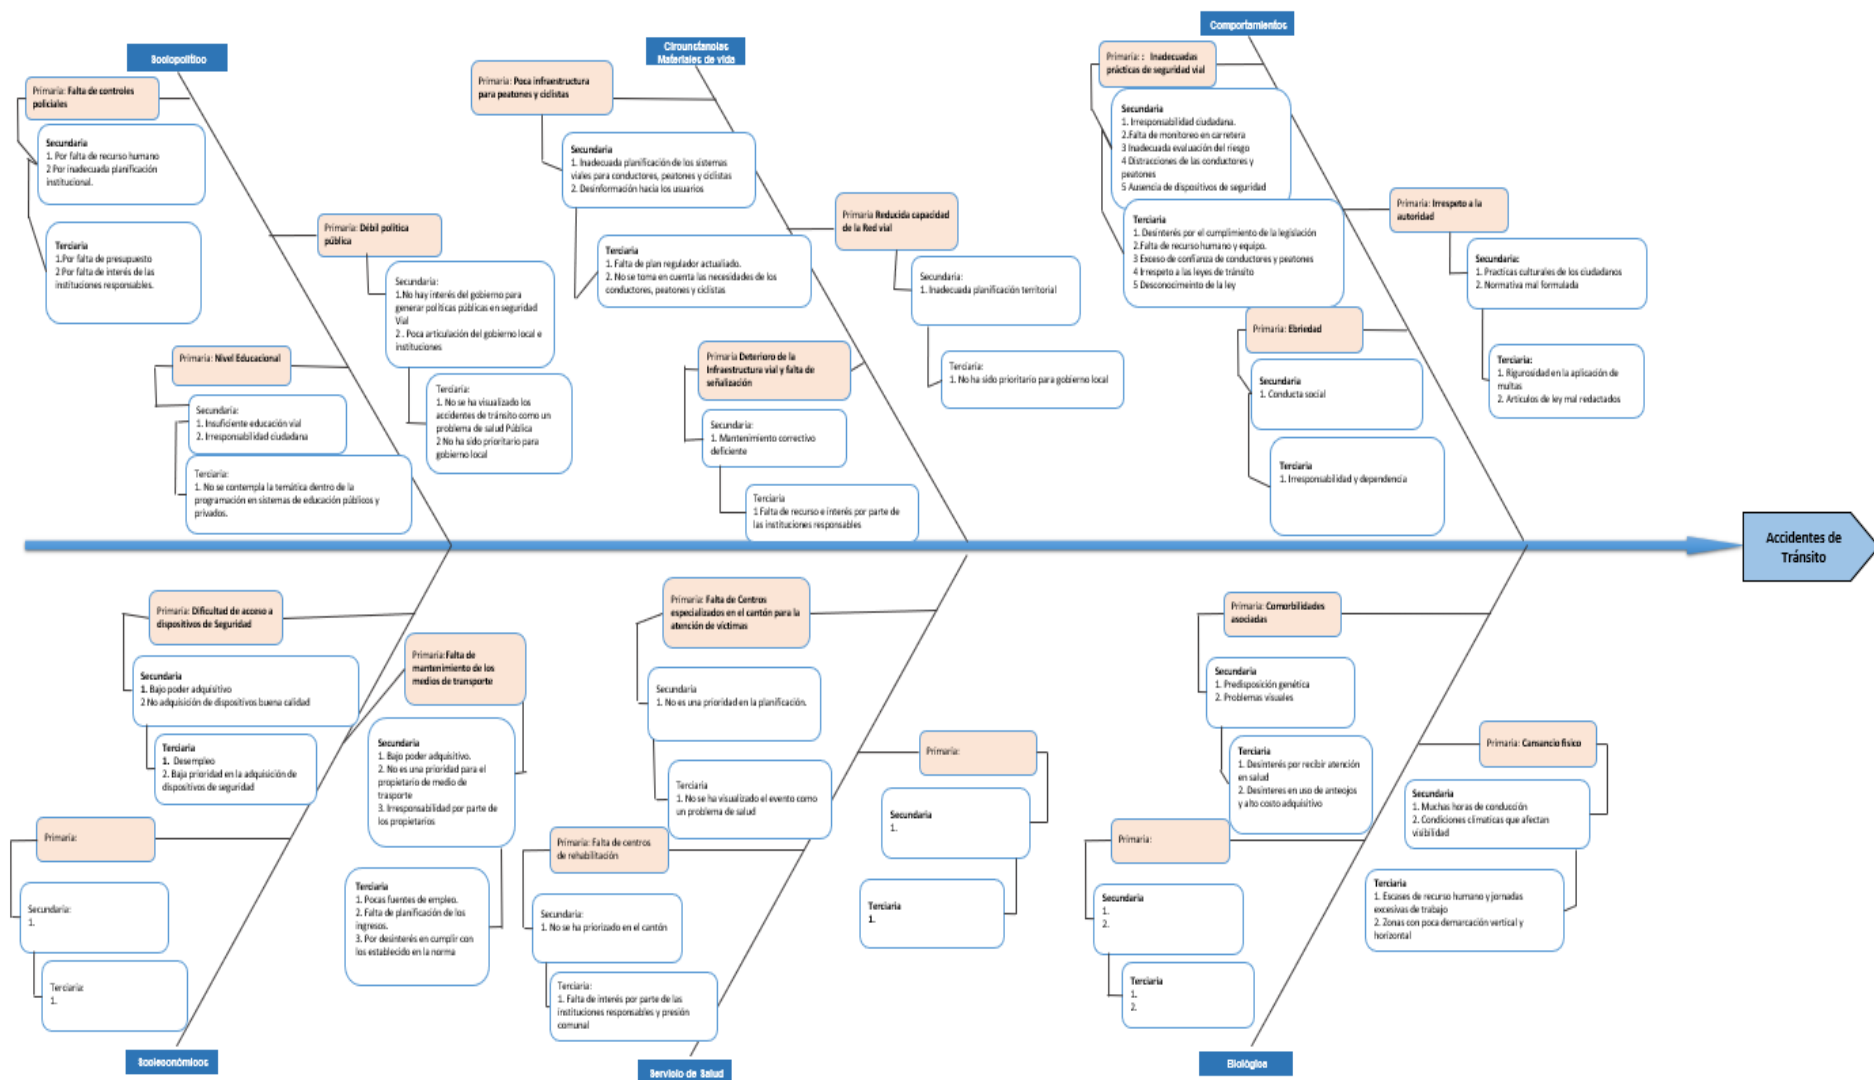 Sociopolítico
Primaria: Falta de controles
policiales
Secundaria
1. Por falta de recurso humano
2 Por inadecuada planificación
institucional.
Terciaria
1.Por falta de presupuesto
2 Por falta de interés de las
instituciones responsables.
Primaria: Débil política
pública
Secundaria:
1.No hay interés del gobierno para
generar políticas públicas en seguridad
Vial
2 . Poca articulación del gobierno local e
instituciones
Terciaria:
1. No se ha visualizado los
accidentes de tránsito como un
problema de salud Pública
2 No ha sido prioritario para
gobierno local
Primaria: Nivel Educacional
Secundaria:
1. Insuficiente educación vial
2. Irresponsabilidad ciudadana
Terciaria:
1. No se contempla la temática dentro de la
programación en sistemas de educación públicos y
privados.
Circunstancias
Materiales de vida
Primaria: Poca infraestructura
para peatones y ciclistas
Secundaria
1. Inadecuada planificación de los sistemas
viales para conductores, peatones y ciclistas
2. Desinformación hacia los usuarios
Terciaria
1. Falta de plan regulador actualiado.
2. No se toma en cuenta las necesidades de los
conductores, peatones y ciclistas
Primaria Reducida capacidad
de la Red vial
Secundaria:
1. Inadecuada planificación territorial
Terciaria:
1. No ha sido prioritario para gobierno local
Primaria Deterioro de la
Infraestructura vial y falta de
señalización
Secundaria:
1. Mantenimiento correctivo
deficiente
Terciaria
1 Falta de recurso e interés por parte de
las instituciones responsables
Comportamientos
Primaria: : Inadecuadas
prácticas de seguridad vial
Secundaria
1. Irresponsabilidad ciudadana.
2.Falta de monitoreo en carretera
3 Inadecuada evaluación del riesgo
4 Distracciones de las conductores y
peatones
5 Ausencia de dispositivos de seguridad
Terciaria
1. Desinterés por el cumplimiento de la legislación
2.Falta de recurso humano y equipo.
3 Exceso de confianza de conductores y peatones
4 Irrespeto a las leyes de tránsito
5 Desconocimeinto de la ley
Primaria: Irrespeto a la
autoridad
Secundaria:
1. Practicas culturales de los ciudadanos
2. Normativa mal formulada
Terciaria:
1. Rigurosidad en la aplicación de
multas
2. Artículos de ley mal redactados
Primaria: Ebriedad
Secundaria
1. Conducta social
Terciaria
1. Irresponsabilidad y dependencia
Accidentes de
Tránsito
Primaria: Dificultad de acceso a
dispositivos de Seguridad
Secundaria
1. Bajo poder adquisitivo
2 No adquisición de dispositivos buena calidad
Terciaria
1. Desempleo
2. Baja prioridad en la adquisición de
dispositivos de seguridad
Primaria:Falta de
mantenimiento de los
medios de transporte
Secundaria
1. Bajo poder adquisitivo.
2. No es una prioridad para el
propietario de medio de
trasporte
3. Irresponsabilidad por parte de
los propietarios
Terciaria
1. Pocas fuentes de empleo.
2. Falta de planificación de los
ingresos.
3. Por desinterés en cumplir con
los establecido en la norma
Primaria:
Secundaria:
1.
Terciaria:
1.
Socioeconómicos
Primaria: Falta de Centros
especializados en el cantón para la
atención de víctimas
Secundaria
1. No es una prioridad en la planificación.
Terciaria
1. No se ha visualizado el evento como
un problema de salud
Primaria:
Secundaria
1.
Terciaria
1.
Primaria: Falta de centros
de rehabilitación
Secundaria:
1. No se ha priorizado en el cantón
Terciaria:
1. Falta de interés por parte de las
instituciones responsables y presión
comunal
Servicio de Salud
Primaria: Comorbilidades
asociadas
Secundaria
1. Predisposición genética
2. Problemas visuales
Terciaria
1. Desinterés por recibir atención
en salud
2. Desinteres en uso de anteojos
y alto costo adquisitivo
Primaria: Cansancio fisico
Secundaria
1. Muchas horas de conducción
2. Condiciones climaticas que afectan
visibilidad
Terciaria
1. Escases de recurso humano y jornadas
excesivas de trabajo
2. Zonas con poca demarcación vertical y
horizontal
Primaria:
Secundaria
1.
2.
Terciaria
1.
2.
Biológica